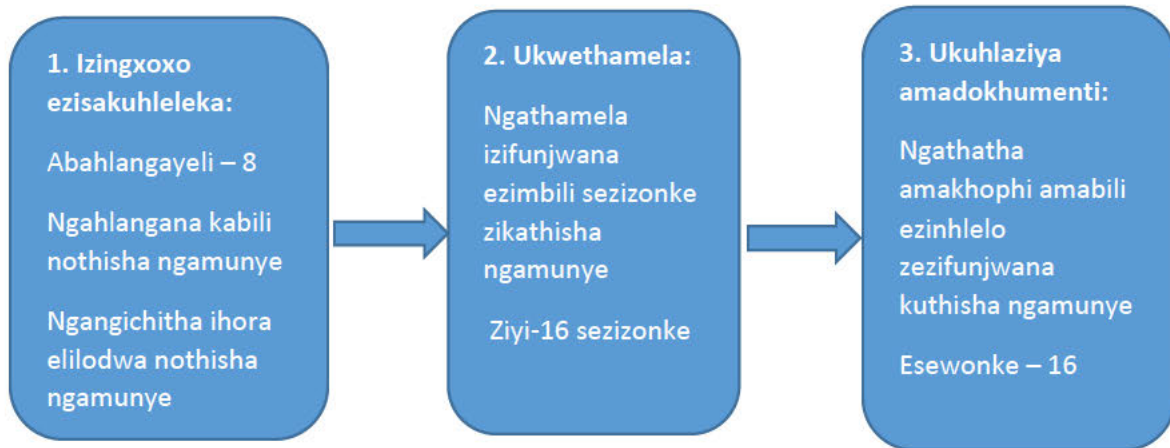 1. Izingxoxo
ezisakuhleleka:
Abahlangayeli – 8
Ngahlangana kabili
nothisha ngamunye
Ngangichitha ihora
elilodwa nothisha
ngamunye
2. Ukwethamela:
Ngathamela
izifunjwana
ezimbili sezizonke
zikathisha
ngamunye
Ziyi-16 sezizonke
3. Ukuhlaziya
amadokhumenti:
Ngathatha
amakhophi amabili
ezinhlelo
zezifunjwana
kuthisha ngamunye
Esewonke – 16